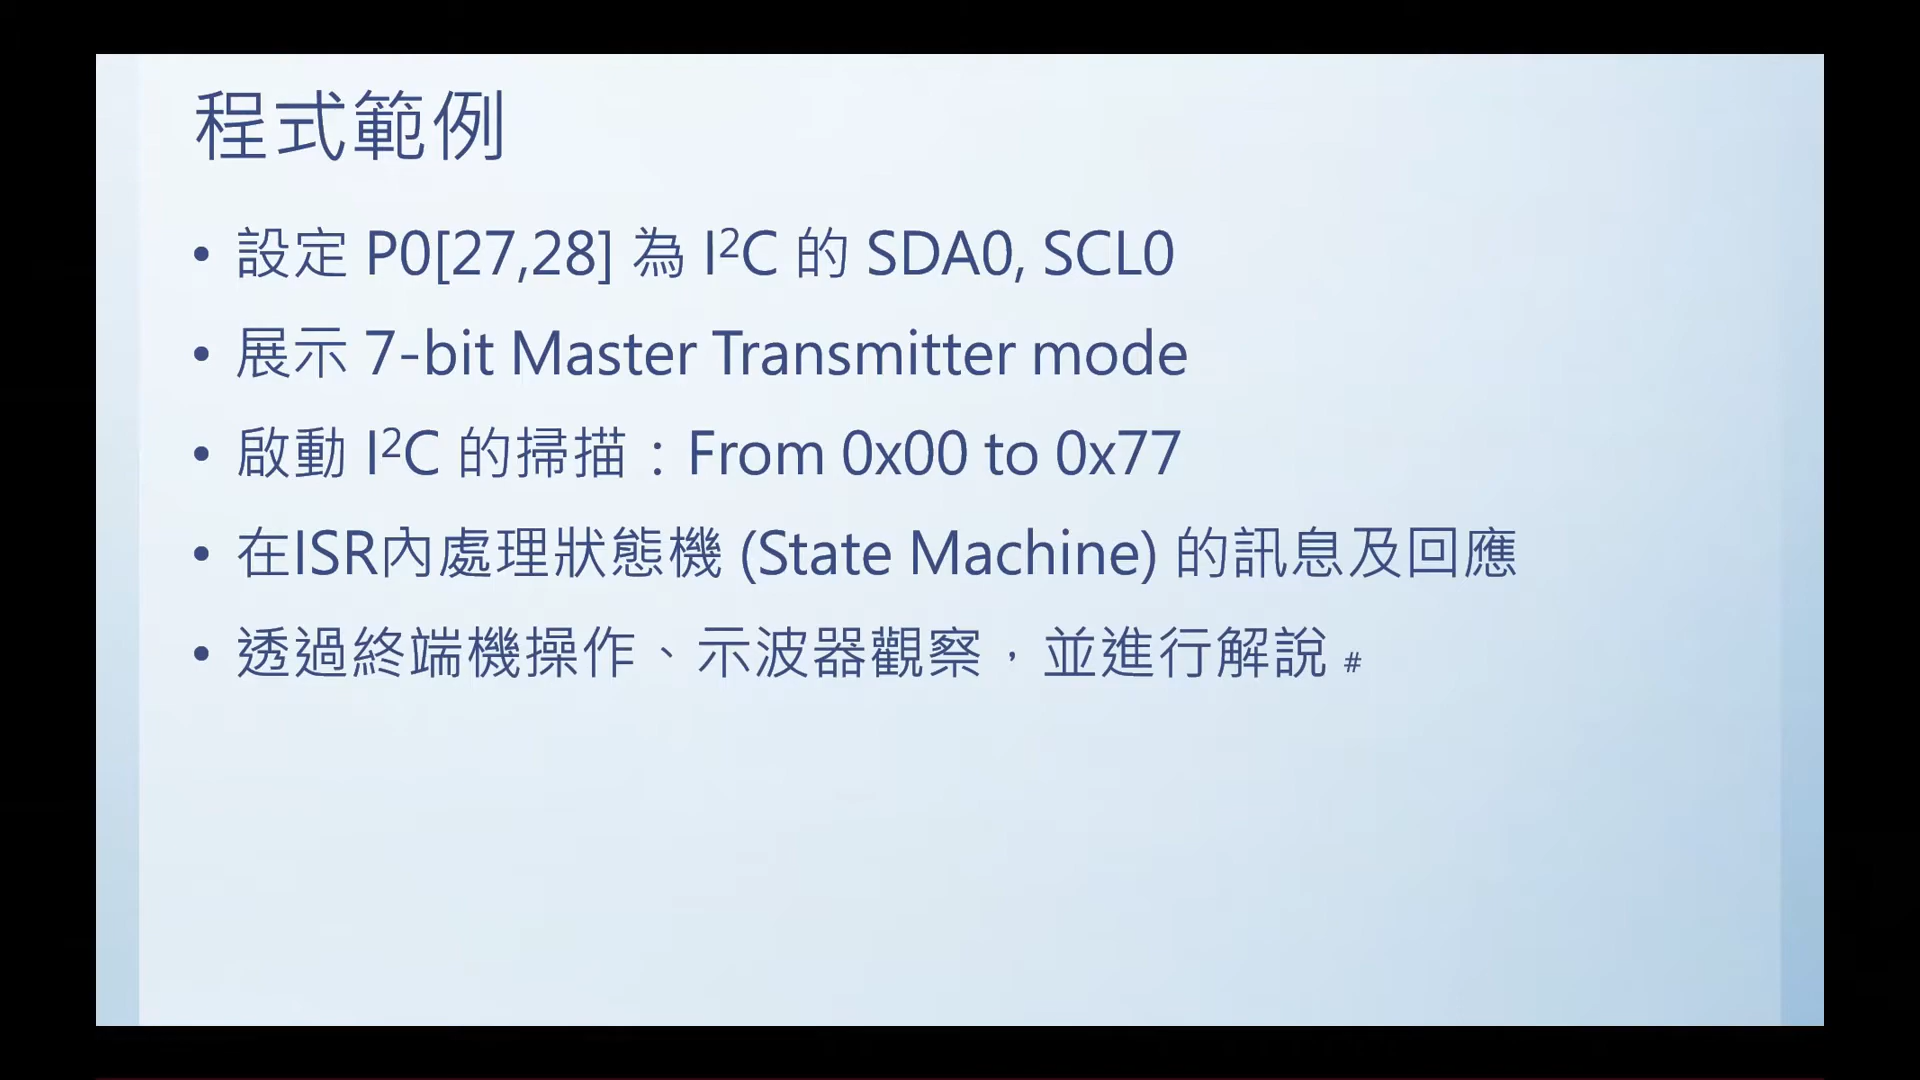 程式範例
• 設定 P0[27,28] 為 I²C 的 SDA0, SCL0
• 展示 7-bit Master Transmitter mode
• 啟動 I²C 的掃描：From 0x00 to 0x77
• 在ISR內處理狀態機 (State Machine) 的訊息及回應
• 透過終端機操作、示波器觀察，並進行解說 #